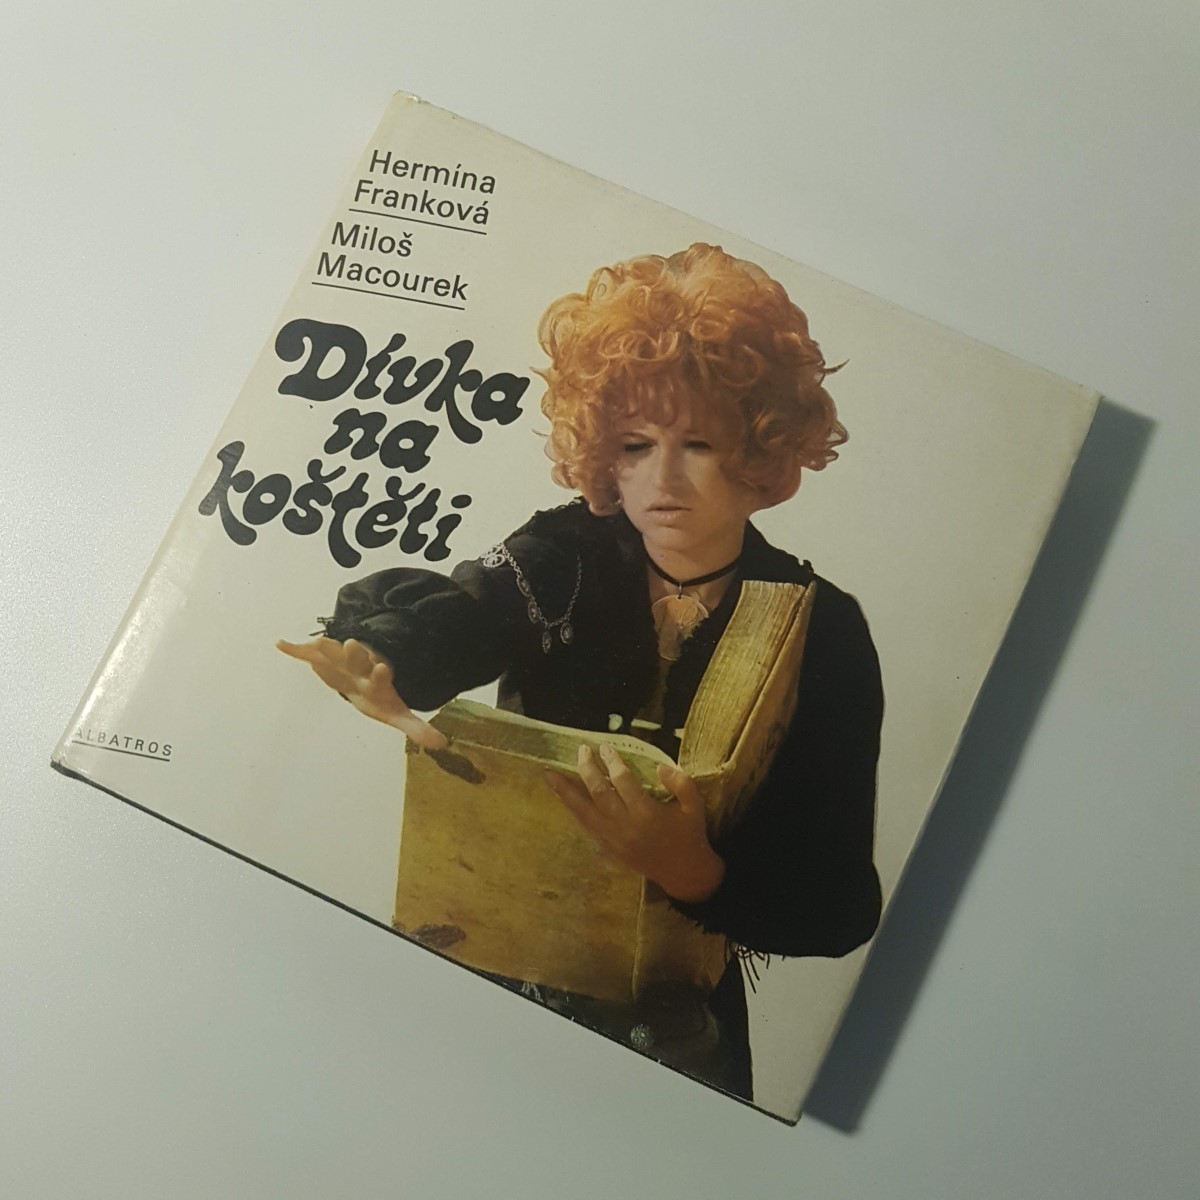 Hermína
Franková
Miloš
Macourek
Dívka
na
koštěti
ALBATROS